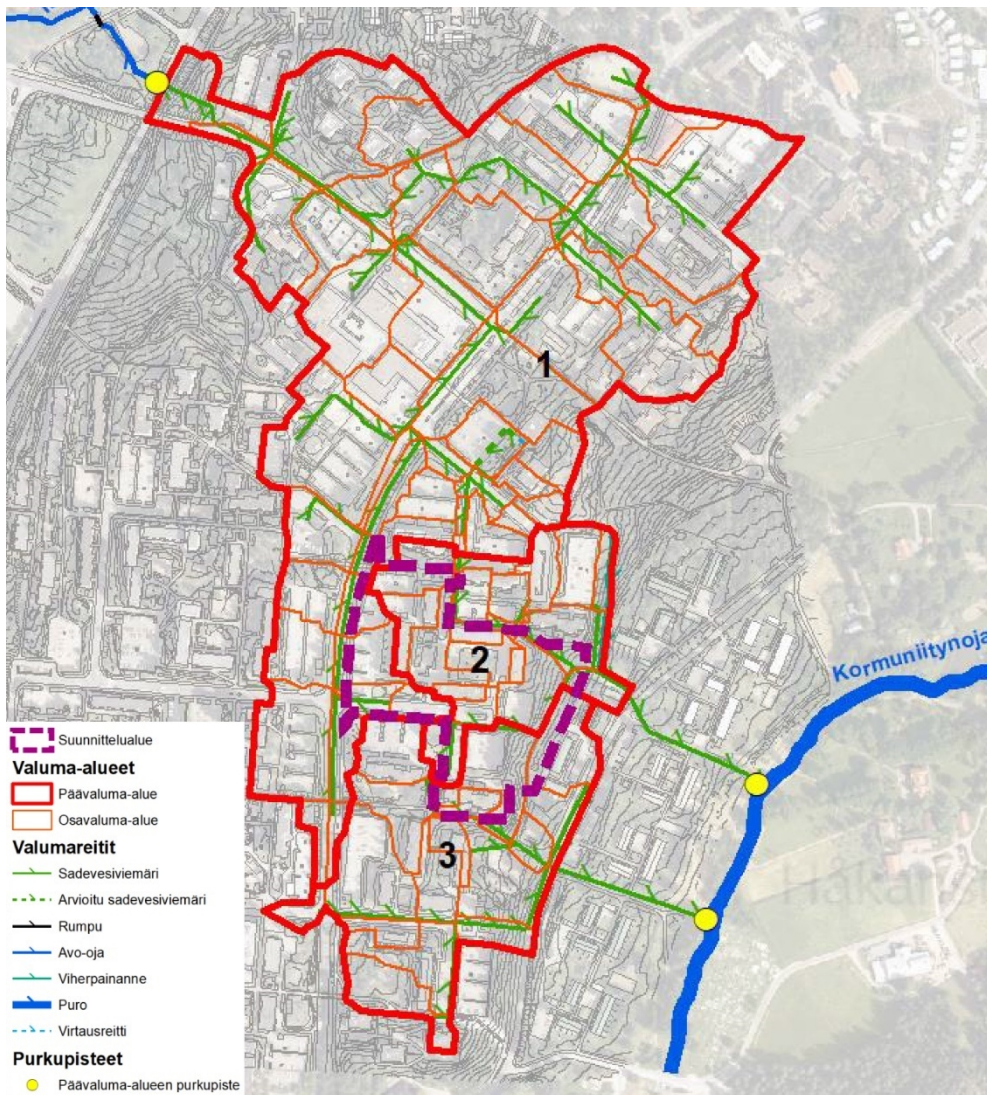 1
2
3
Kormuniitynoja
Suunnittelualue
Valuma-alueet
Päävaluma-alue
Osavaluma-alue
Valumareitit
Sadevesiviemäri
Arvioitu sadevesiviemäri
Rumpu
Avo-oja
Viherpainanne
Puro
Virtausreitti
Purkupisteet
Päävaluma-alueen purkupiste